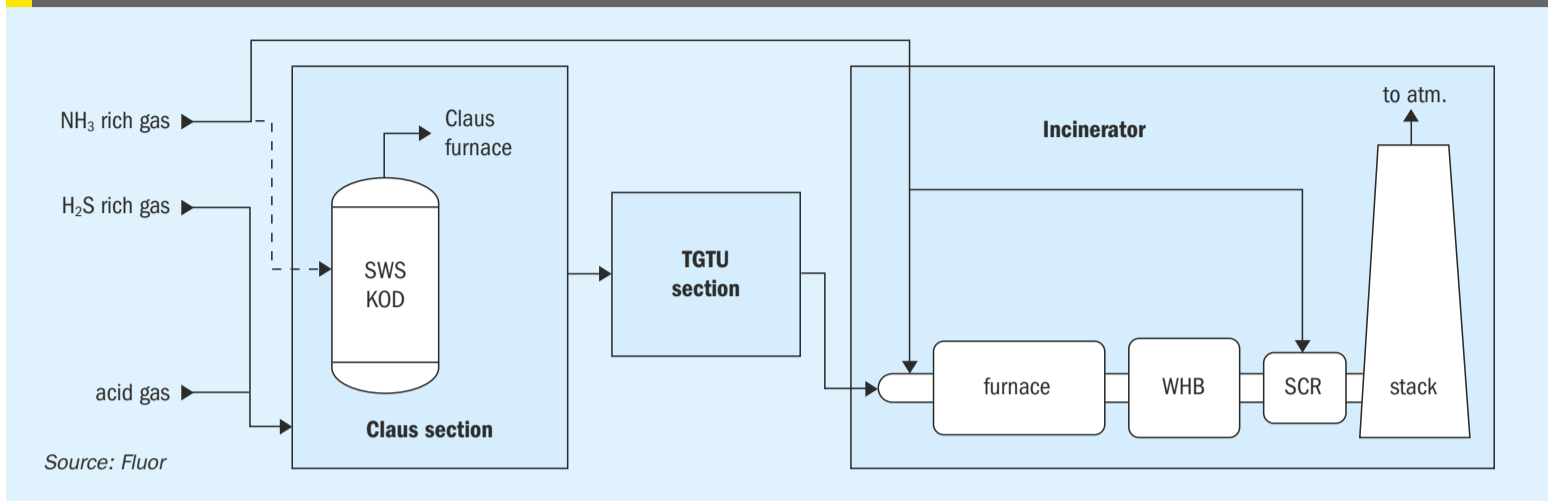 NH₃ rich gas
H₂S rich gas
acid gas
Claus
furnace
SWS
KOD
Claus section
TGTU
section
Incinerator
to atm.
furnace
WHB
SCR
stack
Source: Fluor